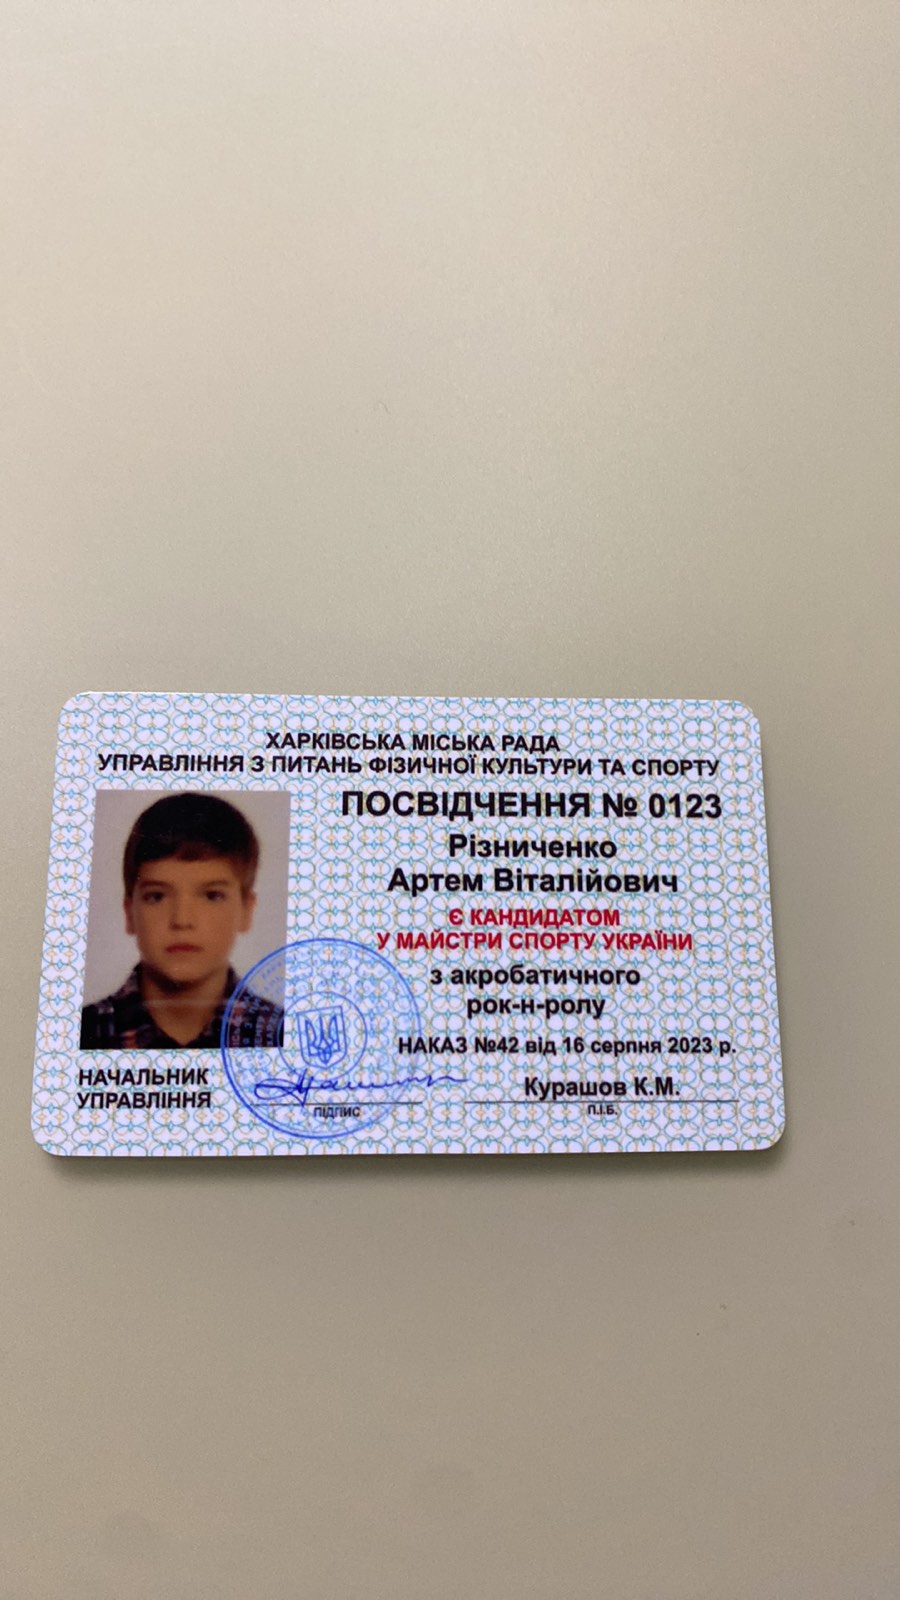 ХАРКІВСЬКА МІСЬКА РАДА
УПРАВЛІННЯ З ПИТАНЬ ФІЗИЧНОЇ КУЛЬТУРИ ТА СПОРТУ
ПОСВІДЧЕННЯ № 0123
Різниченко
Артем Віталійович
Є КАНДИДАТОМ
У МАЙСТРИ СПОРТУ УКРАЇНИ
з акробатичного
рок-н-ролу
НАКАЗ №42 від 16 серпня 2023 р.
НАЧАЛЬНИК
УПРАВЛІННЯ
підпис
Курашов К.М.
П.І.Б.